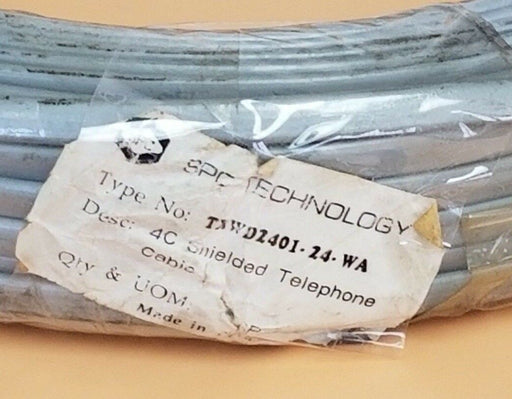 SPC TECHNOLOGY
Type No: TSWD2401-24-WA
Desc: 4C Shielded Telephone
Cable
Qty & UOM
Made in